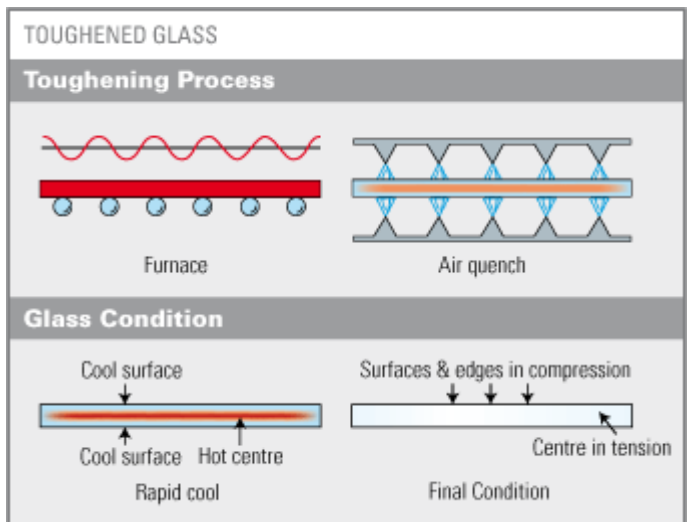 TOUGHENED GLASS
Toughening Process
Furnace
Air quench
Glass Condition
Cool surface
Surfaces & edges in compression
Cool surface
Hot centre
Centre in tension
Rapid cool
Final Condition